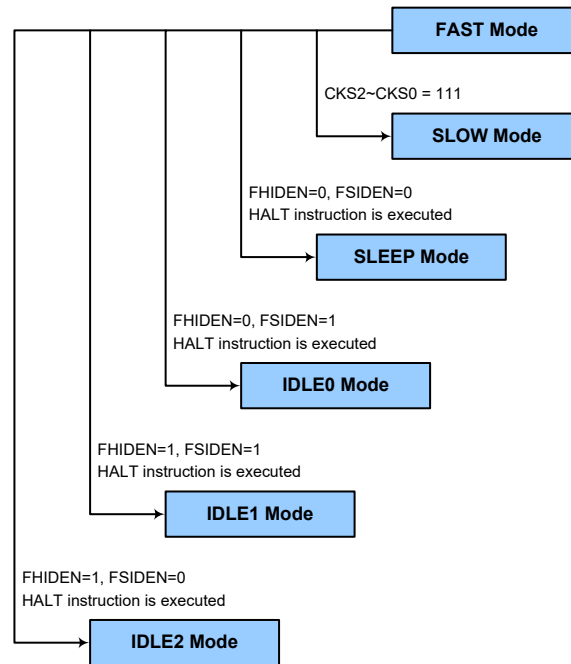 FAST Mode
CKS2~CKS0 = 111
SLOW Mode
FHIDEN=0, FSIDEN=0
HALT instruction is executed
SLEEP Mode
FHIDEN=0, FSIDEN=1
HALT instruction is executed
IDLE0 Mode
FHIDEN=1, FSIDEN=1
HALT instruction is executed
IDLE1 Mode
FHIDEN=1, FSIDEN=0
HALT instruction is executed
IDLE2 Mode